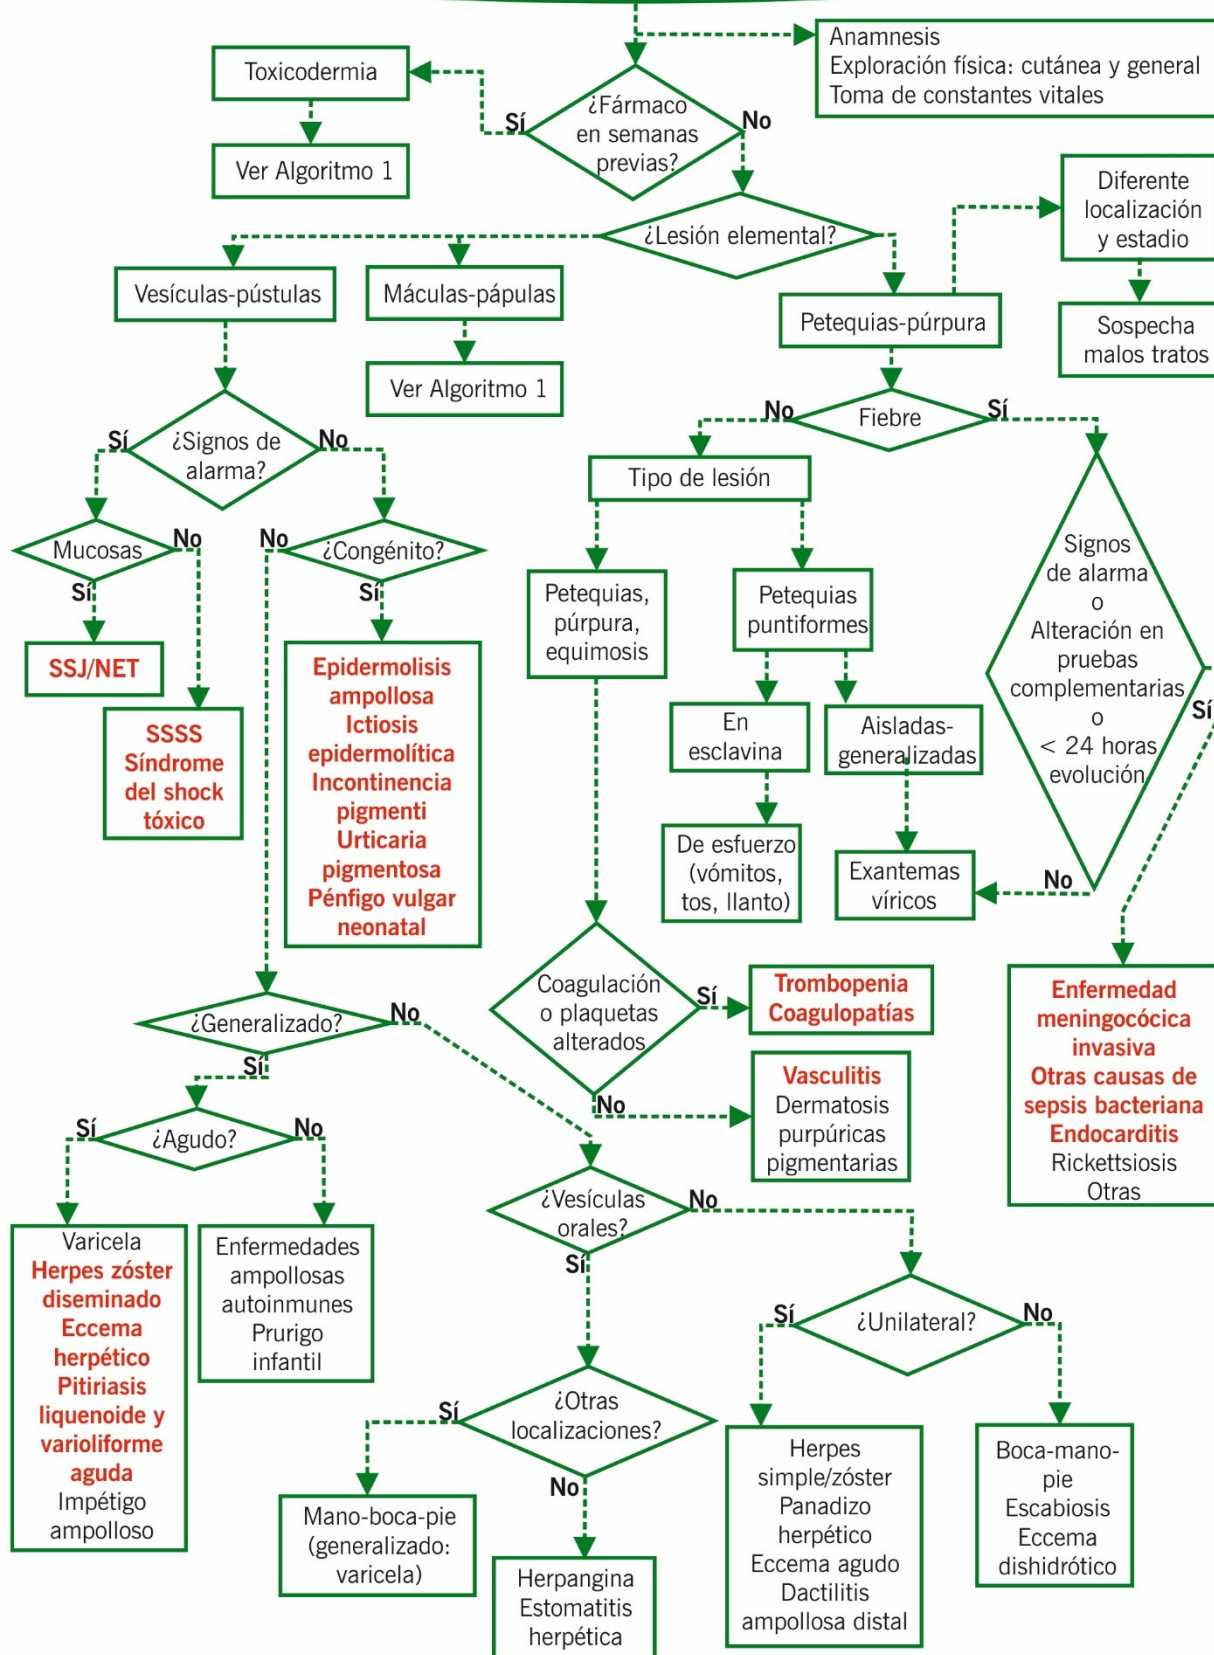 Anamnesis
Exploración física: cutánea y general
Toma de constantes vitales
Toxicodermia
Sí
¿Fármaco
en semanas
previas?
No
Ver Algoritmo 1
Diferente
localización
y estadio
¿Lesión elemental?
Vesículas-pústulas
Máculas-pápulas
Petequias-púrpura
Sospecha
malos tratos
Ver Algoritmo 1
No
Fiebre
Sí
Sí
¿Signos de
alarma?
No
Tipo de lesión
Mucosas
No
Sí
No
¿Congénito?
Sí
Petequias,
púrpura,
equimosis
Petequias
puntiformes
Signos
de alarma
o
Alteración en
pruebas
complementarias
o
< 24 horas
evolución
Sí
No
SSJ/NET
SSSS
Síndrome
del shock
tóxico
Epidermolisis
ampollosa
Ictiosis
epidermolítica
Incontinencia
pigmenti
Urticaria
pigmentosa
Pénfigo vulgar
neonatal
En
esclavina
Aisladas-
generalizadas
De esfuerzo
(vómitos,
tos, llanto)
Exantemas
víricos
¿Generalizado?
No
Sí
Coagulación
o plaquetas
alterados
Sí
No
Trombopenia
Coagulopatías
Vasculitis
Dermatosis
purpúricas
pigmentarias
Enfermedad
meningocócica
invasiva
Otras causas de
sepsis bacteriana
Endocarditis
Rickettsiosis
Otras
Sí
¿Agudo?
No
Varicela
Herpes zóster
diseminado
Eccema
herpético
Pitiriasis
liquenoide y
varioliforme
aguda
Impétigo
ampolloso
Enfermedades
ampollosas
autoinmunes
Prurigo
infantil
¿Vesículas
orales?
No
Sí
Sí
¿Unilateral?
No
Sí
¿Otras
localizaciones?
No
Mano-boca-pie
(generalizado:
varicela)
Herpangina
Estomatitis
herpética
Herpes
simple/zóster
Panadizo
herpético
Eccema agudo
Dactilitis
ampollosa distal
Boca-mano-
pie
Escabiosis
Eccema
dishidrótico